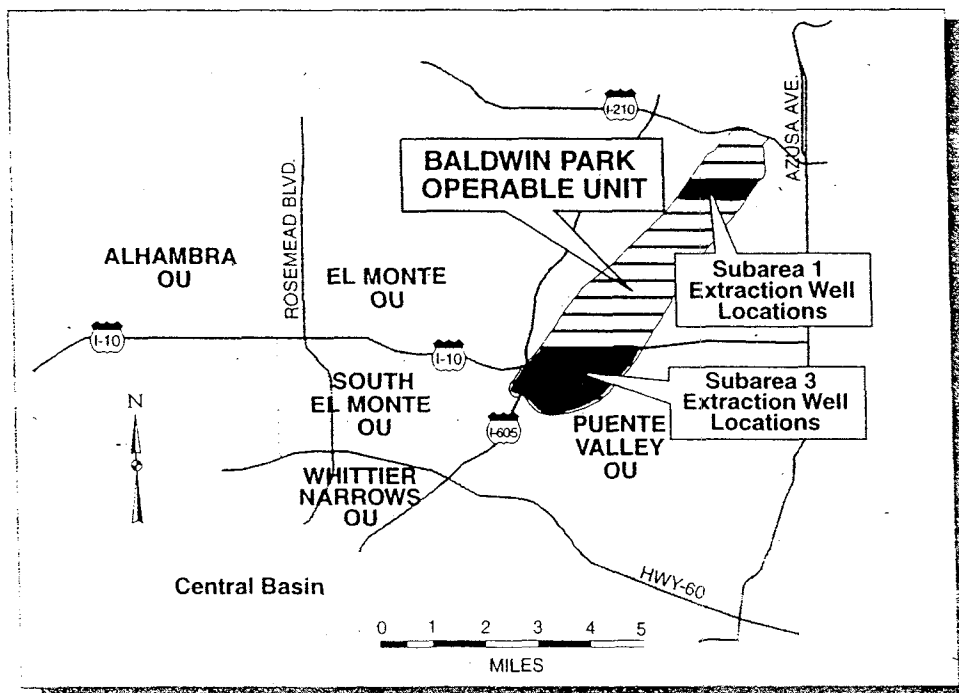 I-210
AZUSA AVE.
BALDWIN PARK
OPERABLE UNIT
ROSEMEAD BLVD.
ALHAMBRA
OU
EL MONTE
OU
Subarea 1
Extraction Well
Locations
I-10
I-10
SOUTH
EL MONTE
OU
Subarea 3
Extraction Well
Locations
N
I-605
PUENTE
VALLEY
OU
WHITTIER
NARROWS
OU
Central Basin
HWY-60
0 1 2 3 4 5
MILES